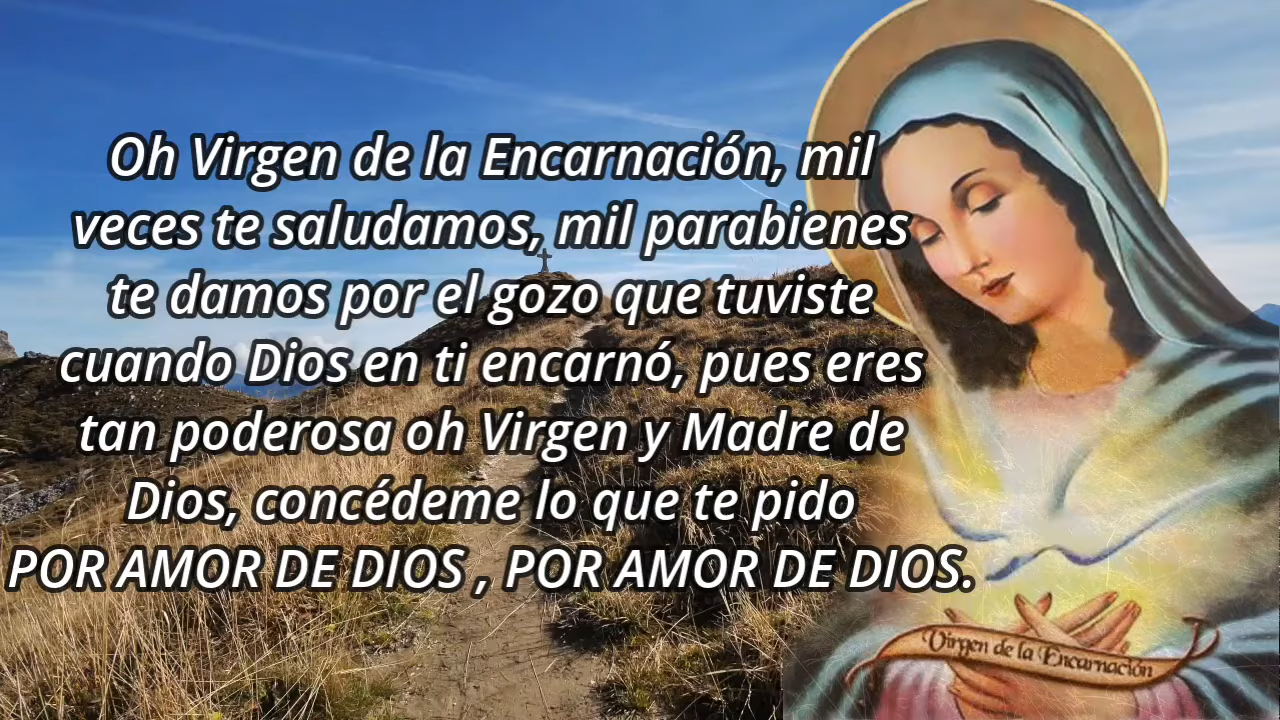 Oh Virgen de la Encarnación, mil
veces te saludamos, mil parabienes
te damos por el gozo que tuviste
cuando Dios en ti encarnó, pues eres
tan poderosa oh Virgen y Madre de
Dios, concédeme lo que te pido
POR AMOR DE DIOS , POR AMOR DE DIOS.
Virgen de la Encarnación